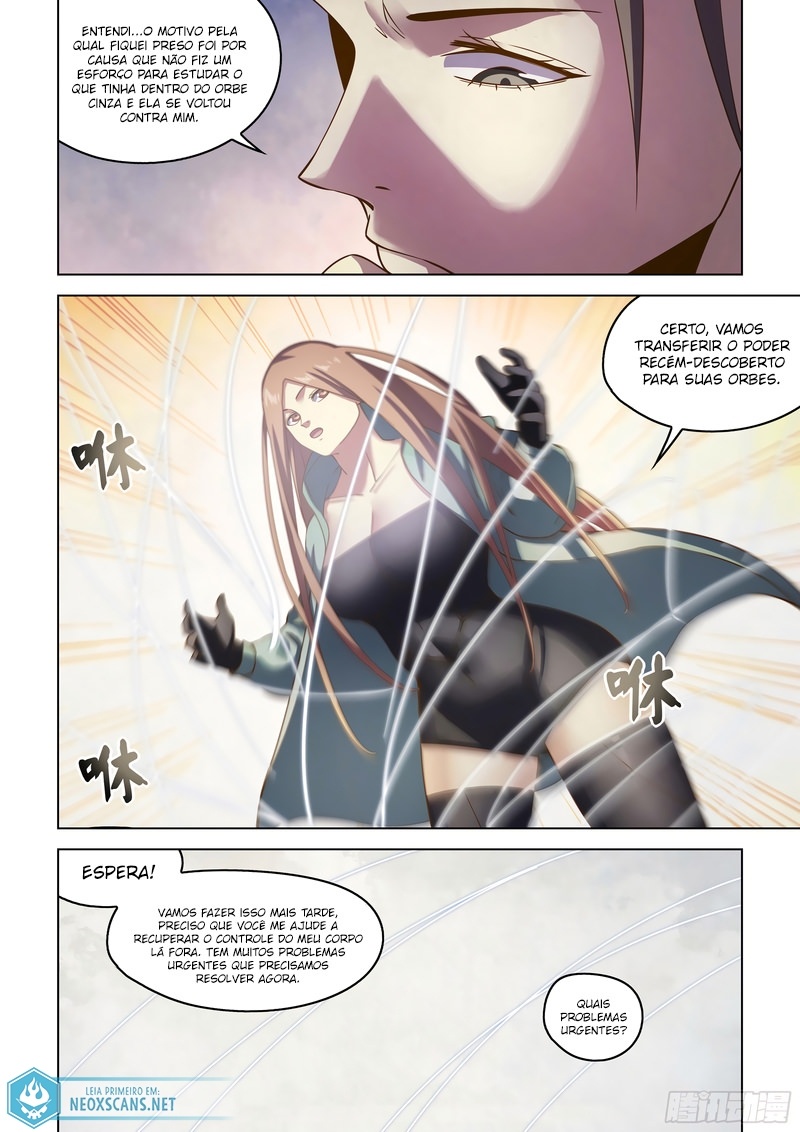 ENTENDI...O MOTIVO PELA
QUAL FIQUEI PRESO FOI POR
CAUSA QUE NÃO FIZ UM
ESFORÇO PARA ESTUDAR O
QUE TINHA DENTRO DO ORBE
CINZA E ELA SE VOLTOU
CONTRA MIM.
CERTO, VAMOS
TRANSFERIR O PODER
RECÉM-DESCOBERTO
PARA SUAS ORBES.
咻
咻
咻
ESPERA!
VAMOS FAZER ISSO MAIS TARDE,
PRECISO QUE VOCÊ ME AJUDE A
RECUPERAR O CONTROLE DO MEU CORPO
LÁ FORA. TEM MUITOS PROBLEMAS
URGENTES QUE PRECISAMOS
RESOLVER AGORA.
QUAIS
PROBLEMAS
URGENTES?
LEIA PRIMEIRO EM:
NEOXSCANS.NET
腾讯动漫